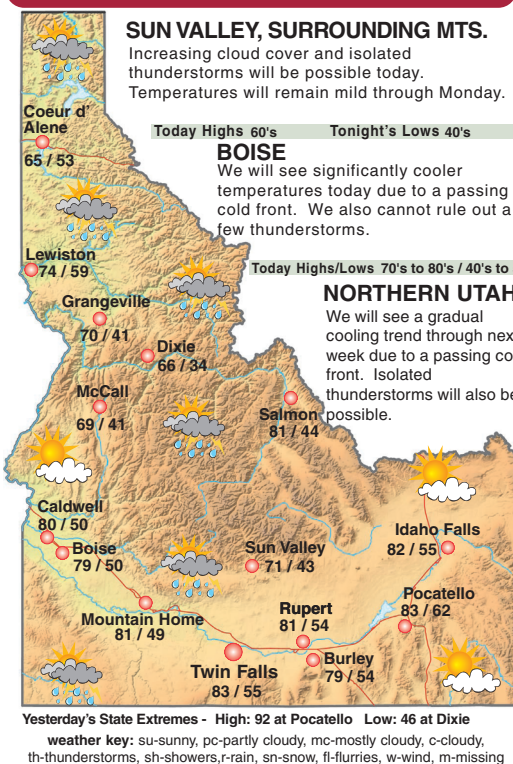 SUN VALLEY, SURROUNDING MTS.
Increasing cloud cover and isolated
thunderstorms will be possible today.
Temperatures will remain mild through Monday.
Today Highs 60's Tonight's Lows 40's
BOISE
We will see significantly cooler
temperatures today due to a passing
cold front. We also cannot rule out a
few thunderstorms.
Today Highs/Lows 70's to 80's / 40's to
NORTHERN UTAH
We will see a gradual
cooling trend through nex
week due to a passing co
front. Isolated
thunderstorms will also be
possible.
Coeur d'
Alene
65 / 53
Lewiston
74 / 59
Grangeville
70 / 41
Dixie
66 / 34
McCall
69 / 41
Salmon
81 / 44
Caldwell
80 / 50
Boise
79 / 50
Sun Valley
71 / 43
Idaho Falls
82 / 55
Mountain Home
81 / 49
Rupert
81 / 54
Pocatello
83 / 62
Burley
79 / 54
Twin Falls
83 / 55
Yesterday's State Extremes - High: 92 at Pocatello Low: 46 at Dixie
weather key: su-sunny, pc-partly cloudy, mc-mostly cloudy, c-cloudy,
th-thunderstorms, sh-showers,r-rain, sn-snow, fl-flurries, w-wind, m-missing